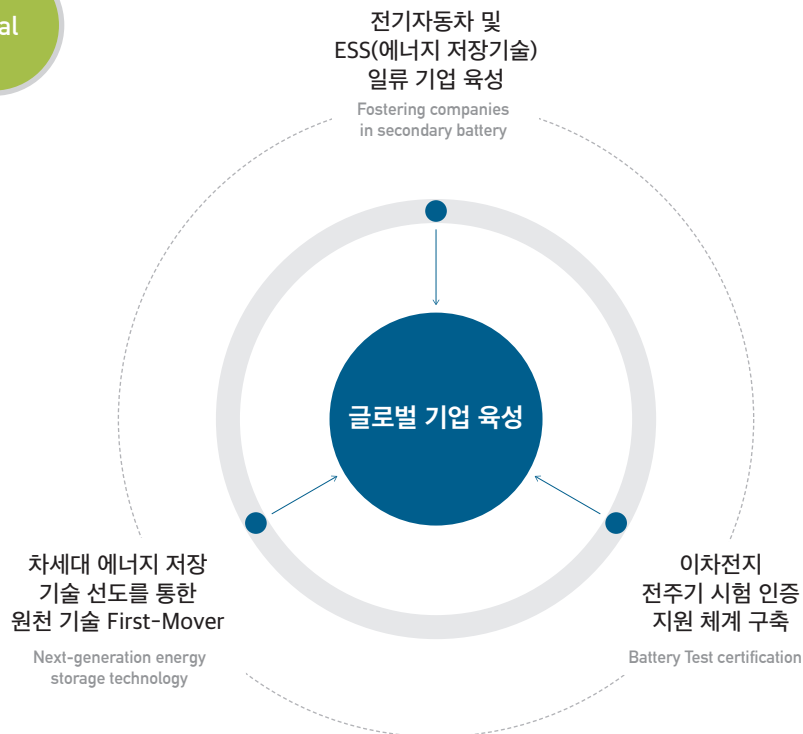 전기자동차 및
ESS(에너지 저장기술)
일류 기업 육성
Fostering companies
in secondary battery
글로벌 기업 육성
차세대 에너지 저장
기술 선도를 통한
원천 기술 First-Mover
Next-generation energy
storage technology
이차전지
전주기 시험 인증
지원 체계 구축
Battery Test certification